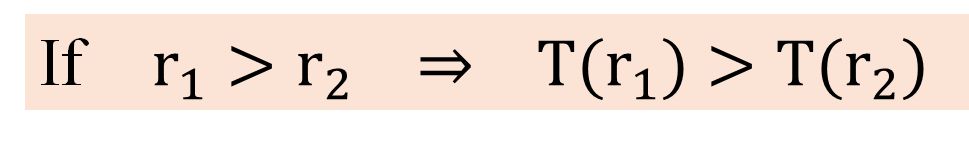 If r₁ > r₂ ⇒ T(r₁) > T(r₂)